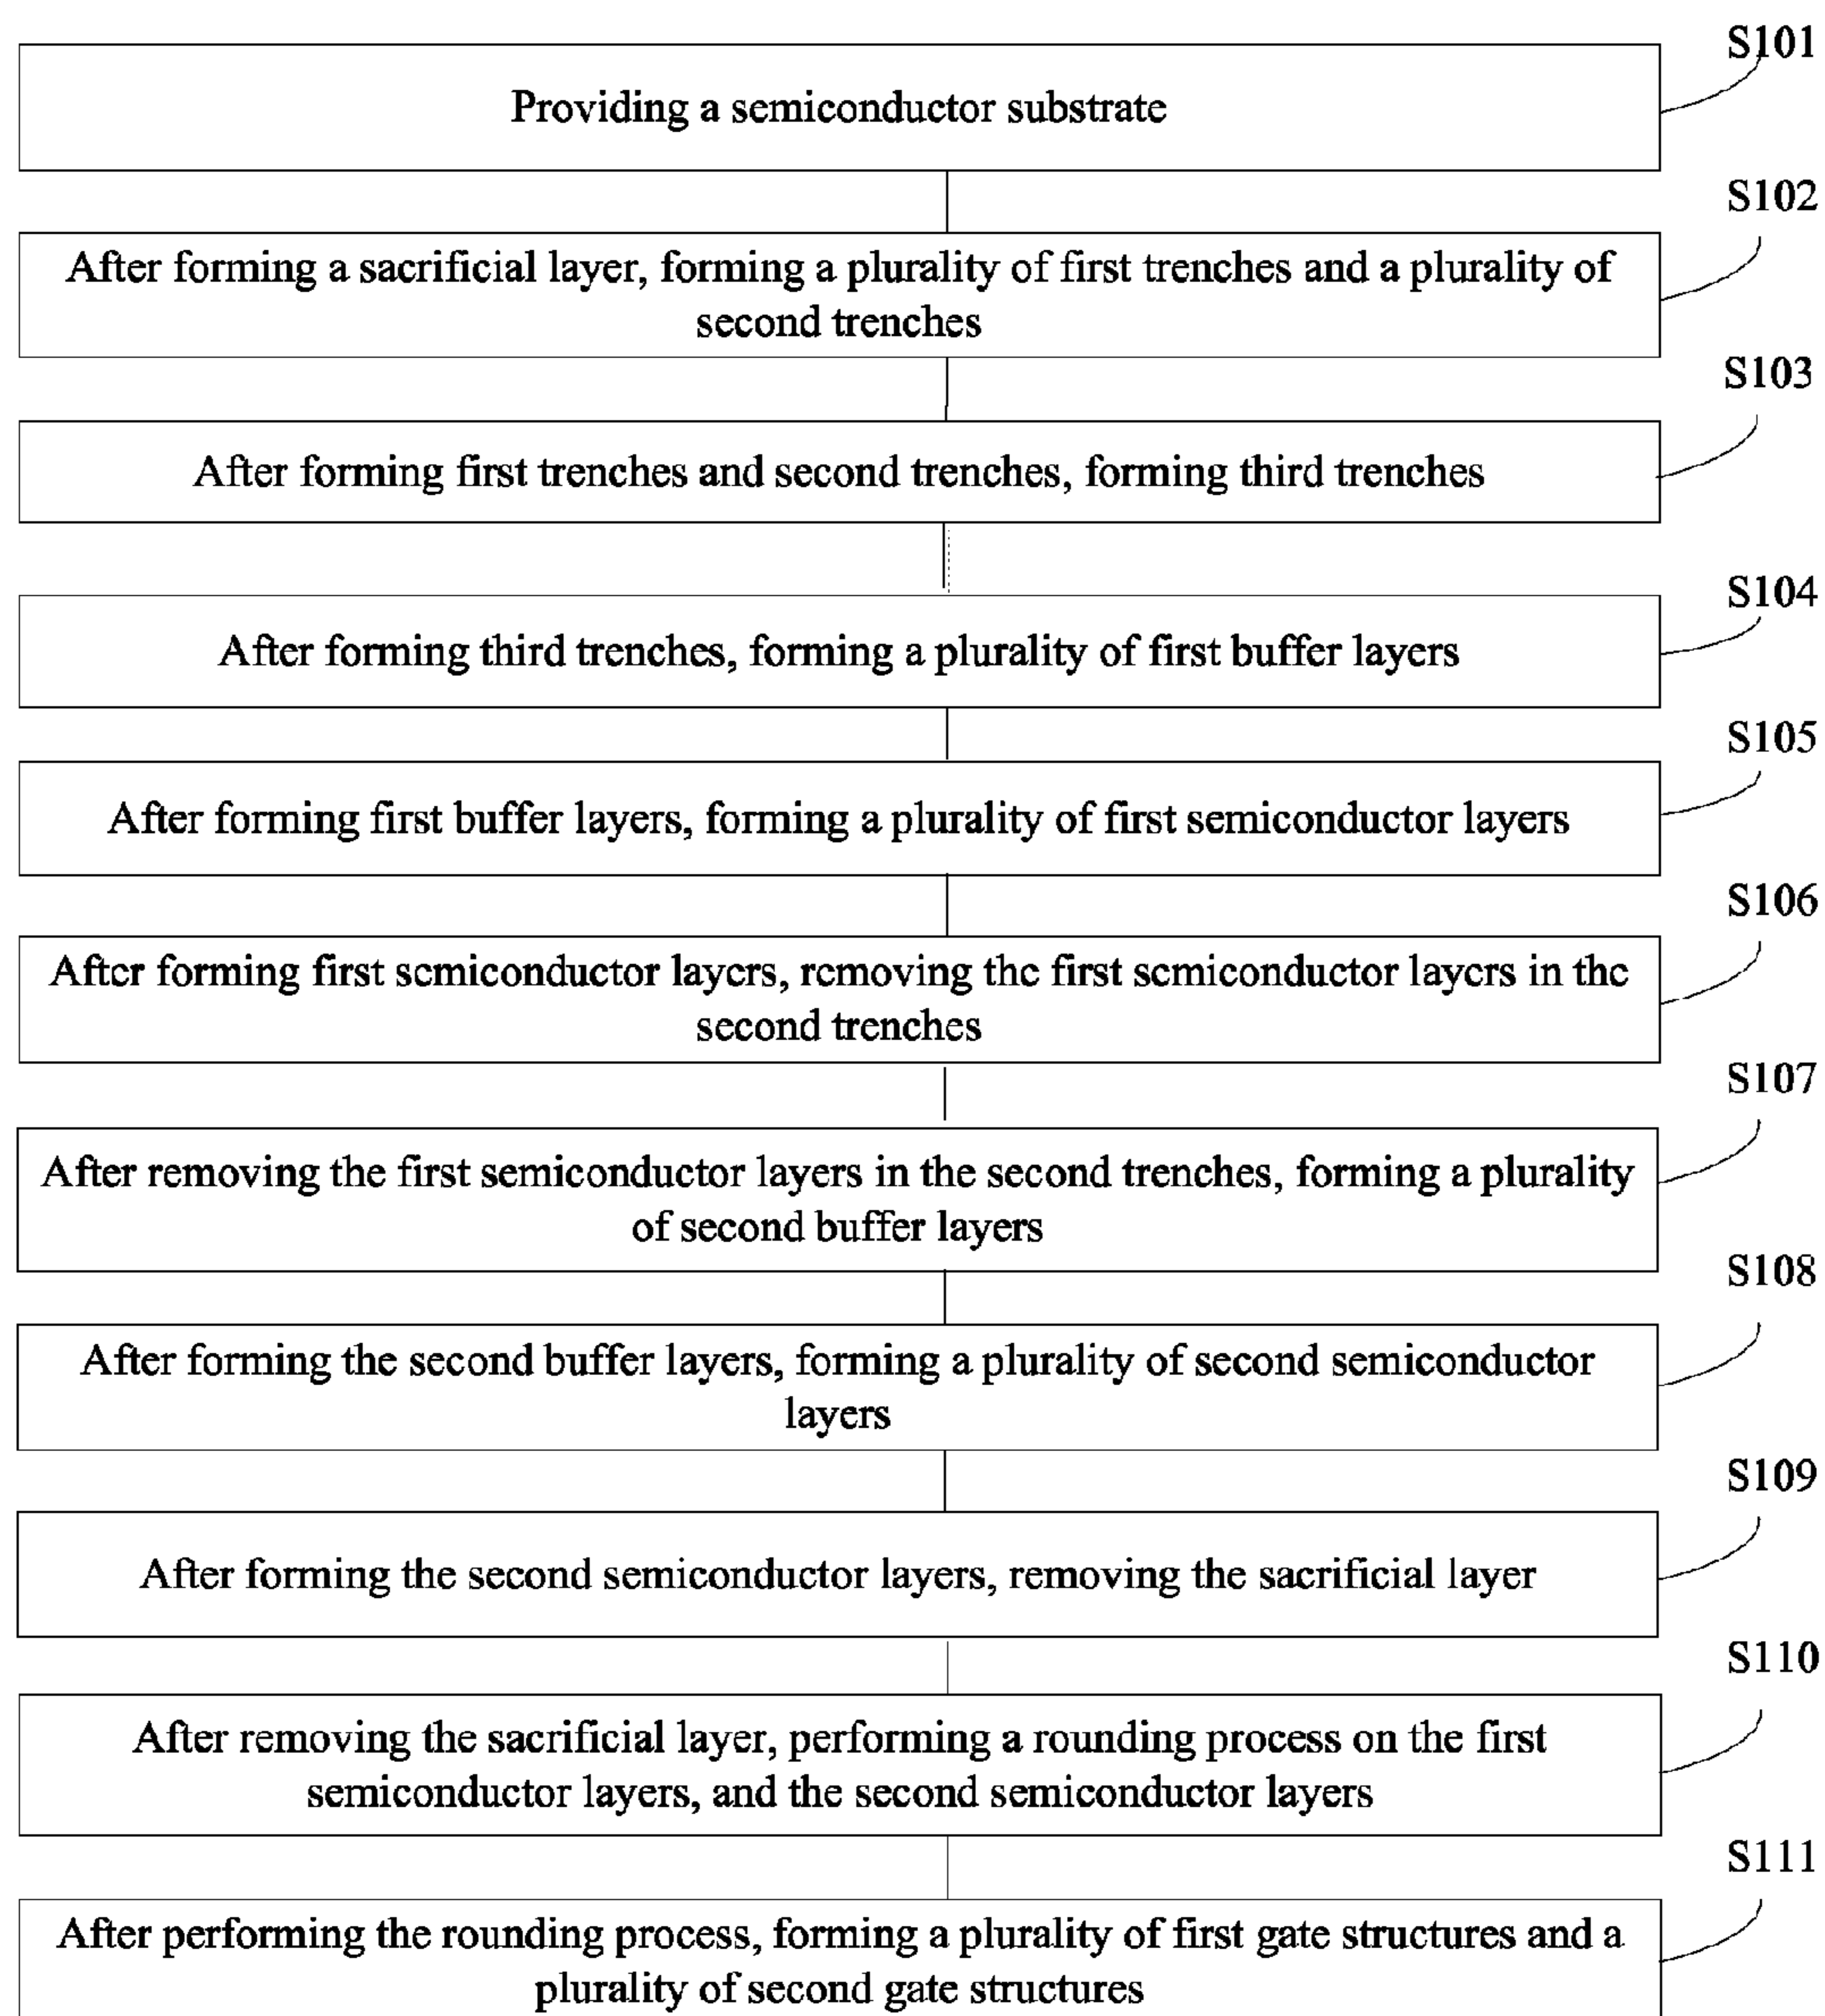 S101
Providing a semiconductor substrate
S102
After forming a sacrificial layer, forming a plurality of first trenches and a plurality of
second trenches
S103
After forming first trenches and second trenches, forming third trenches
S104
After forming third trenches, forming a plurality of first buffer layers
S105
After forming first buffer layers, forming a plurality of first semiconductor layers
S106
After forming first semiconductor layers, removing the first semiconductor layers in the
second trenches
S107
After removing the first semiconductor layers in the second trenches, forming a plurality
of second buffer layers
S108
After forming the second buffer layers, forming a plurality of second semiconductor
layers
S109
After forming the second semiconductor layers, removing the sacrificial layer
S110
After removing the sacrificial layer, performing a rounding process on the first
semiconductor layers, and the second semiconductor layers
S111
After performing the rounding process, forming a plurality of first gate structures and a
plurality of second gate structures